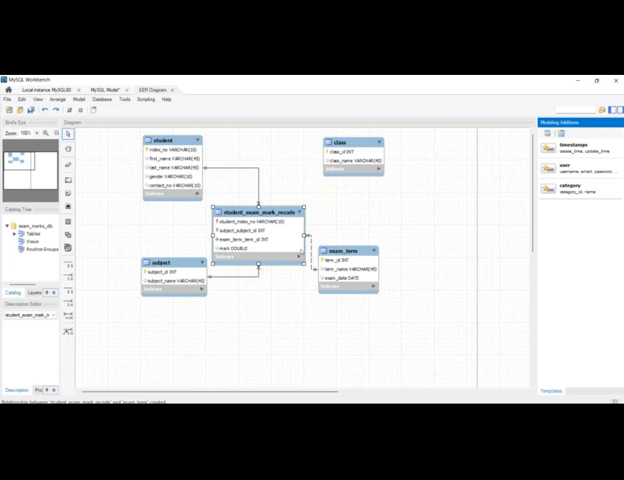 MySQL Workbench
Local instance MySQL80
MySQL Model*
EER Diagram
File Edit View Arrange Model Database Tools Scripting Help
Bird's Eye
Zoom: 100%
Diagram
Modeling Additions
timestamps
create_time, update_time
user
username, email, password,
category
category_id, name
student
index_no VARCHAR(10)
first_name VARCHAR(45)
last_name VARCHAR(45)
gender VARCHAR(10)
contact_no VARCHAR(10)
Indexes
class
class_id INT
class_name VARCHAR(45)
Indexes
student_exam_mark_recode
student_index_no VARCHAR(10)
subject_subject_id INT
exam_term_term_id INT
mark DOUBLE
Indexes
exam_term
term_id INT
term_name VARCHAR(45)
exam_date DATE
Indexes
subject
subject_id INT
subject_name VARCHAR(45)
Indexes
Catalog Tree
exam_marks_db
Tables
Views
Routine Groups
Catalog Layers
Description Editor
student_exam_mark_re
Description
Templates
Relationship between 'student_exam_mark_recode' and 'exam_term' created.